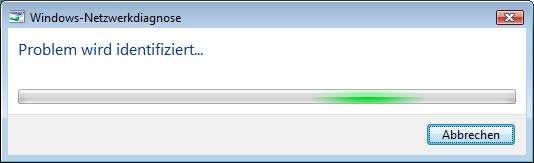 Windows-Netzwerkdiagnose
Problem wird identifiziert...
Abbrechen